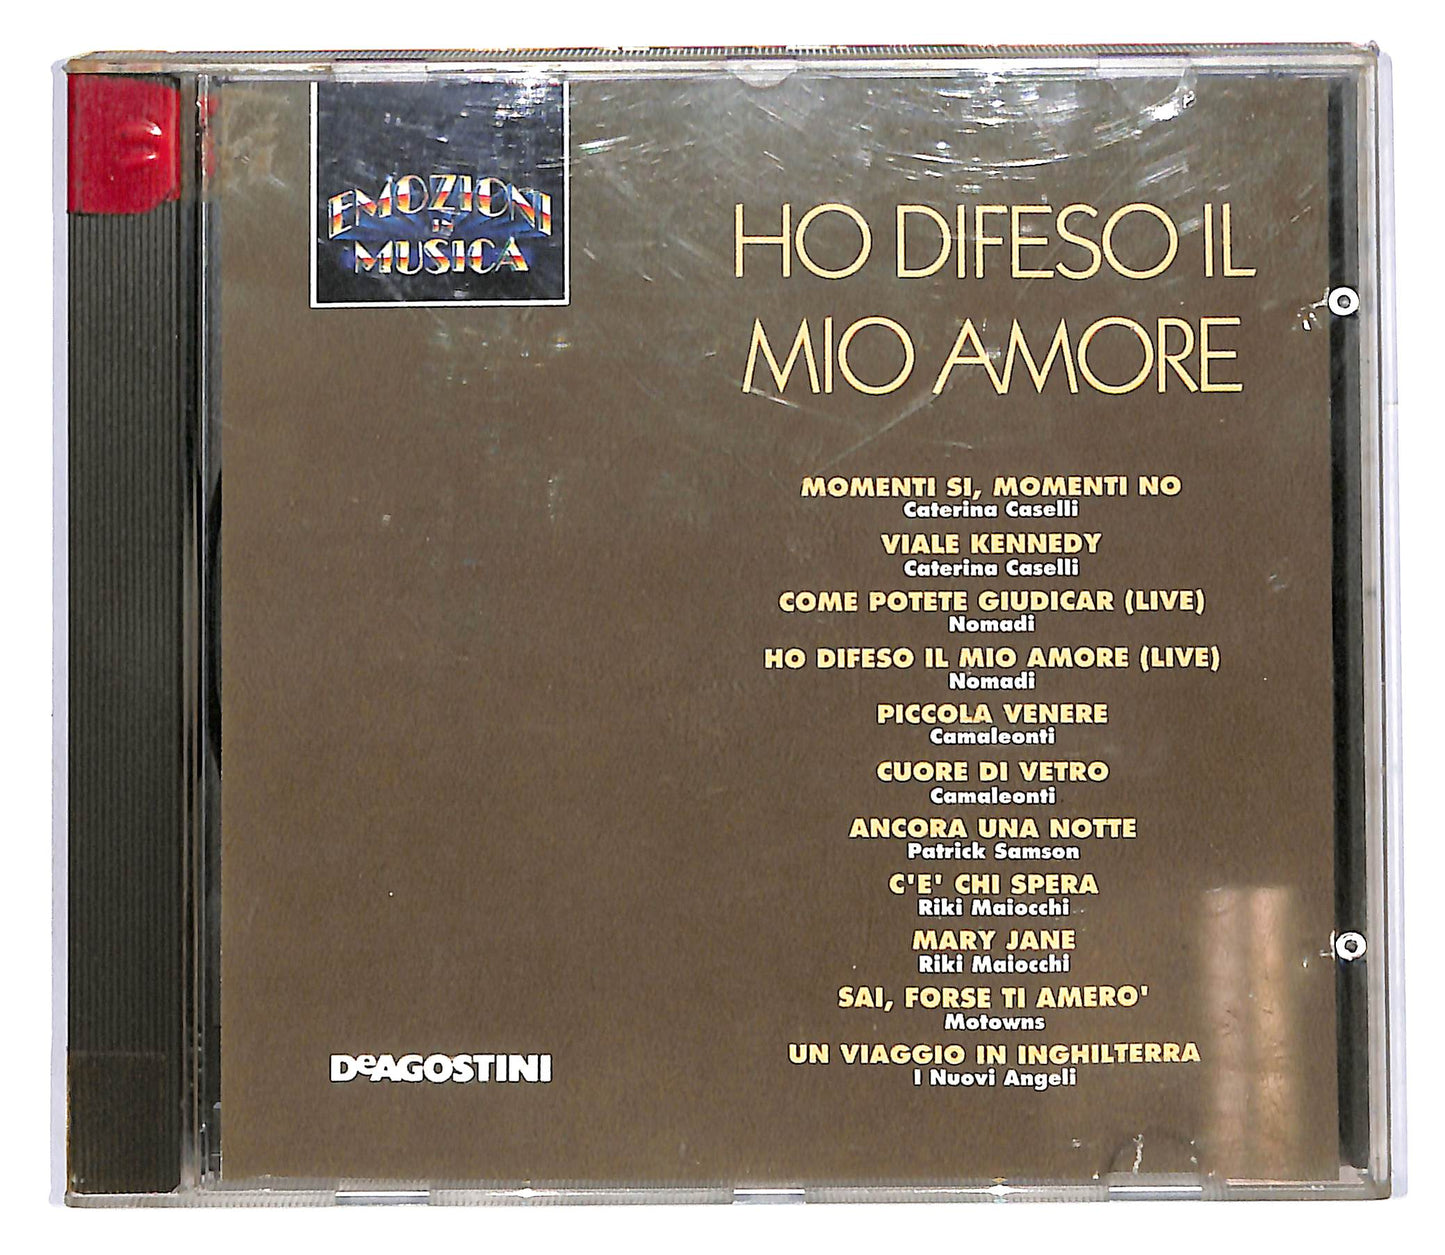 EMOZIONI
IN
MUSICA
HO DIFESO IL
MIO AMORE
MOMENTI SI, MOMENTI NO
Caterina Caselli
VIALE KENNEDY
Caterina Caselli
COME POTETE GIUDICAR (LIVE)
Nomadi
HO DIFESO IL MIO AMORE (LIVE)
Nomadi
PICCOLA VENERE
Camaleonti
CUORE DI VETRO
Camaleonti
ANCORA UNA NOTTE
Patrick Samson
C'E' CHI SPERA
Riki Maiocchi
MARY JANE
Riki Maiocchi
SAI, FORSE TI AMERO'
Motowns
UN VIAGGIO IN INGHILTERRA
I Nuovi Angeli
DeAGOSTINI